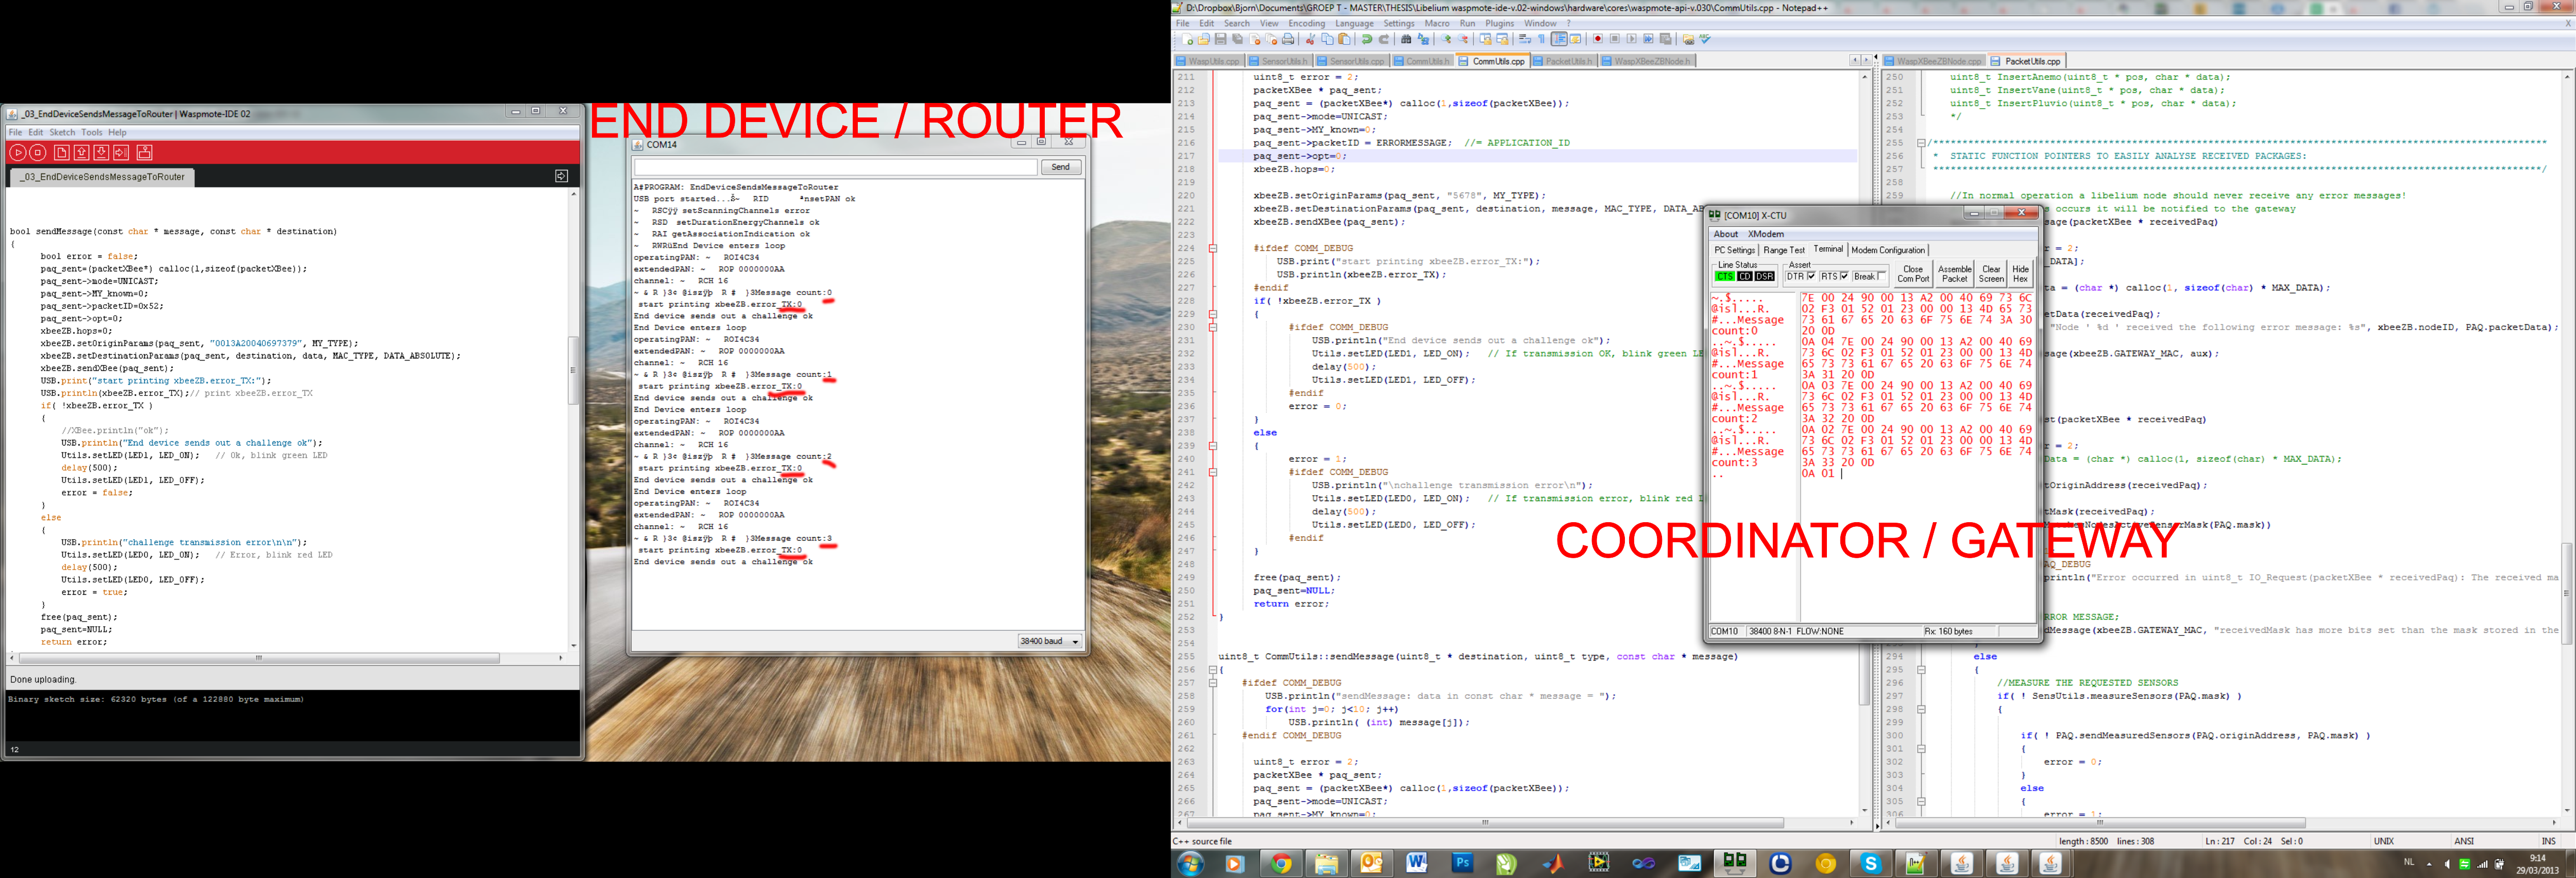 _03_EndDeviceSendsMessageToRouter | Waspmote-IDE 02
File Edit Sketch Tools Help
_03_EndDeviceSendsMessageToRouter
bool sendMessage(const char * message, const char * destination)
{
bool error = false;
paq_sent=(packetXBee*) calloc(1,sizeof(packetXBee));
paq_sent->mode=UNICAST;
paq_sent->MY_known=0;
paq_sent->packetID=0x52;
paq_sent->opt=0;
xbeeZB.hops=0;
xbeeZB.setOriginParams(paq_sent, "0013A20040697379", MY_TYPE);
xbeeZB.setDestinationParams(paq_sent, destination, data, MAC_TYPE, DATA_ABSOLUTE);
xbeeZB.sendXBee(paq_sent);
USB.print("start printing xbeeZB.error_TX:");
USB.println(xbeeZB.error_TX);// print xbeeZB.error_TX
if( !xbeeZB.error_TX )
{
//XBee.println("ok");
USB.println("End device sends out a challenge ok");
Utils.setLED(LED1, LED_ON); // Ok, blink green LED
delay(500);
Utils.setLED(LED1, LED_OFF);
error = false;
}
else
{
USB.println("challenge transmission error\n\n");
Utils.setLED(LED0, LED_ON); // Error, blink red LED
delay(500);
Utils.setLED(LED0, LED_OFF);
error = true;
}
free(paq_sent);
paq_sent=NULL;
return error;
Done uploading.
Binary sketch size: 62320 bytes (of a 122880 byte maximum)
12
END DEVICE / ROUTER
COM14
Send
A#PROGRAM: EndDeviceSendsMessageToRouter
USB port started...
RID
nsetPAN ok
~ RSCÿÿ setScanningChannels error
~ RSD setDurationEnergyChannels ok
~ RAI getAssociationIndication ok
~ RWRùEnd Device enters loop
operatingPAN: ~ ROI4C34
extendedPAN: ~ ROP 0000000AA
channel: ~ RCH 16
~ & R }3¢ @iszÿþ R # }3Message count:0
start printing xbeeZB.error_TX:0
End device sends out a challenge ok
End Device enters loop
operatingPAN: ~ ROI4C34
extendedPAN: ~ ROP 0000000AA
channel: ~ RCH 16
~ & R }3¢ @iszÿþ R # }3Message count:1
start printing xbeeZB.error_TX:0
End device sends out a challenge ok
End Device enters loop
operatingPAN: ~ ROI4C34
extendedPAN: ~ ROP 0000000AA
channel: ~ RCH 16
~ & R }3¢ @iszÿþ R # }3Message count:2
start printing xbeeZB.error_TX:0
End device sends out a challenge ok
End Device enters loop
operatingPAN: ~ ROI4C34
extendedPAN: ~ ROP 0000000AA
channel: ~ RCH 16
~ & R }3¢ @iszÿþ R # }3Message count:3
start printing xbeeZB.error_TX:0
End device sends out a challenge ok
38400 baud
D:\Dropbox\Bjorn\Documents\GROEP T - MASTER\THESIS\Libelium waspmote-ide-v.02-windows\hardware\cores\waspmote-api-v.030\CommUtils.cpp - Notepad++
File Edit Search View Encoding Language Settings Macro Run Plugins Window ?
X
WaspUtils.cpp SensorUtils.h SensorUtils.cpp CommUtils.h CommUtils.cpp PacketUtils.h WaspXBeeZBNode.h
211 uint8_t error = 2;
212 packetXBee * paq_sent;
213 paq_sent = (packetXBee*) calloc(1,sizeof(packetXBee));
214 paq_sent->mode=UNICAST;
215 paq_sent->MY_known=0;
216 paq_sent->packetID = ERRORMESSAGE; //= APPLICATION_ID
217 paq_sent->opt=0;
218 xbeeZB.hops=0;
219
220 xbeeZB.setOriginParams(paq_sent, "5678", MY_TYPE);
221 xbeeZB.setDestinationParams(paq_sent, destination, message, MAC_TYPE, DATA_AB
222 xbeeZB.sendXBee(paq_sent);
223
224 #ifdef COMM_DEBUG
225 USB.print("start printing xbeeZB.error_TX:");
226 USB.println(xbeeZB.error_TX);
227 #endif
228 if( !xbeeZB.error_TX )
229 {
230 #ifdef COMM_DEBUG
231 USB.println("End device sends out a challenge ok");
232 Utils.setLED(LED1, LED_ON); // If transmission OK, blink green LE
233 delay(500);
234 Utils.setLED(LED1, LED_OFF);
235 #endif
236 error = 0;
237 }
238 else
239 {
240 error = 1;
241 #ifdef COMM_DEBUG
242 USB.println("\nchallenge transmission error\n");
243 Utils.setLED(LED0, LED_ON); // If transmission error, blink red
244 delay(500);
245 Utils.setLED(LED0, LED_OFF);
246 #endif
247 }
248
249 free(paq_sent);
250 paq_sent=NULL;
251 return error;
252 }
253
254
255 uint8_t CommUtils::sendMessage(uint8_t * destination, uint8_t type, const char * message)
256 {
257 #ifdef COMM_DEBUG
258 USB.println("sendMessage: data in const char * message = ");
259 for(int j=0; j<10; j++)
260 USB.println( (int) message[j]);
261 #endif COMM_DEBUG
262
263 uint8_t error = 2;
264 packetXBee * paq_sent;
265 paq_sent = (packetXBee*) calloc(1,sizeof(packetXBee));
266 paq_sent->mode=UNICAST;
267 paq_sent->MY_known=0;
WaspXBeeZBNode.cpp PacketUtils.cpp
250 uint8_t InsertAnemo(uint8_t * pos, char * data);
251 uint8_t InsertVane(uint8_t * pos, char * data);
252 uint8_t InsertPluvio(uint8_t * pos, char * data);
253 */
254
255 /*****
256 * STATIC FUNCTION POINTERS TO EASILY ANALYSE RECEIVED PACKAGES:
257 *****/
258
259 //In normal operation a libelium node should never receive any error messages!
s occurs it will be notified to the gateway
sage(packetXBee * receivedPaq)
r = 2;
_DATA];
ta = (char *) calloc(1, sizeof(char) * MAX_DATA);
etData(receivedPaq);
"Node ' %d ' received the following error message: %s", xbeeZB.nodeID, PAQ.packetData);
sage(xbeeZB.GATEWAY_MAC, aux);
st(packetXBee * receivedPaq)
r = 2;
Data = (char *) calloc(1, sizeof(char) * MAX_DATA);
tOriginAddress(receivedPaq);
tMask(receivedPaq);
SensorMask(PAQ.mask))
AQ_DEBUG
println("Error occurred in uint8_t IO_Request(packetXBee * receivedPaq): The received ma
RROR MESSAGE;
dMessage(xbeeZB.GATEWAY_MAC, "receivedMask has more bits set than the mask stored in the
294 else
295 {
296 //MEASURE THE REQUESTED SENSORS
297 if( ! SensUtils.measureSensors(PAQ.mask) )
298 {
299
300 if( ! PAQ.sendMeasuredSensors(PAQ.originAddress, PAQ.mask) )
301 {
302 error = 0;
303 }
304 else
305 {
306 error = 1;
[COM10] X-CTU
About XModem
PC Settings Range Test Terminal Modem Configuration
Line Status
CTS CD DSR
Assert
DTR RTS Break
Close Com Port
Assemble Packet
Clear Screen
Hide Hex
~.$..... 7E 00 24 90 00 13 A2 00 40 69 73 6C
@isl...R. 02 F3 01 52 01 23 00 00 13 4D 65 73
#...Message 73 61 67 65 20 63 6F 75 6E 74 3A 30
count:0 20 0D
..~.$..... 0A 04 7E 00 24 90 00 13 A2 00 40 69
@isl...R. 73 6C 02 F3 01 52 01 23 00 00 13 4D
#...Message 65 73 73 61 67 65 20 63 6F 75 6E 74
count:1 3A 31 20 0D
..~.$..... 0A 03 7E 00 24 90 00 13 A2 00 40 69
@isl...R. 73 6C 02 F3 01 52 01 23 00 00 13 4D
#...Message 65 73 73 61 67 65 20 63 6F 75 6E 74
count:2 3A 32 20 0D
..~.$..... 0A 02 7E 00 24 90 00 13 A2 00 40 69
@isl...R. 73 6C 02 F3 01 52 01 23 00 00 13 4D
#...Message 65 73 73 61 67 65 20 63 6F 75 6E 74
count:3 3A 33 20 0D
.. 0A 01
COM10 38400 8-N-1 FLOW:NONE Rx: 160 bytes
COORDINATOR / GATEWAY
C++ source file length : 8500 lines : 308 Ln : 217 Col : 24 Sel : 0 UNIX ANSI INS
NL
9:14
29/03/2013